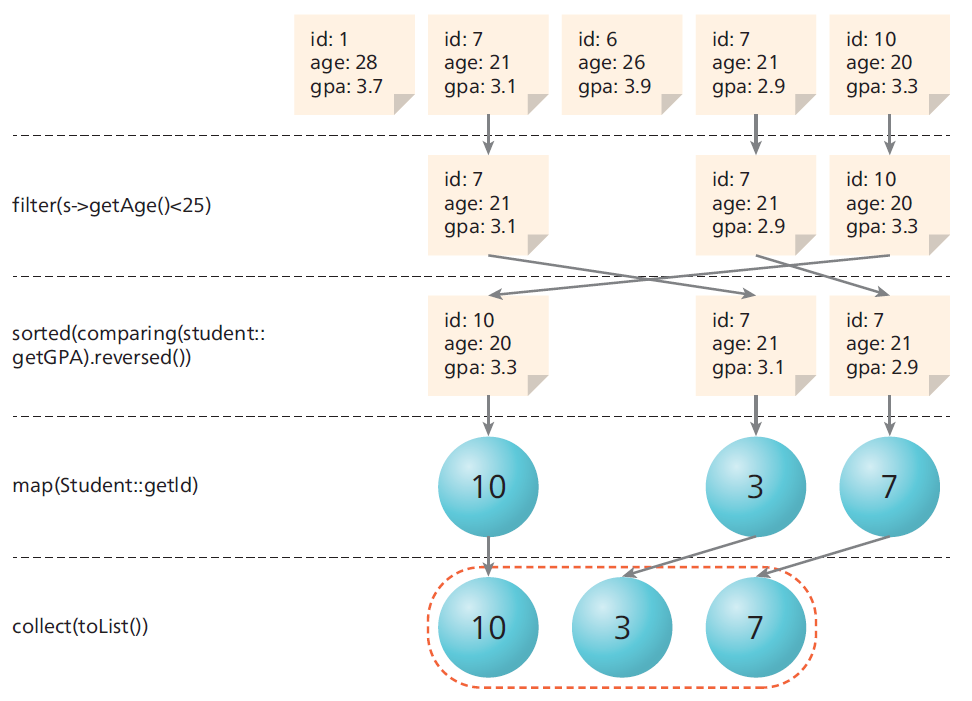 id: 1
age: 28
gpa: 3.7
id: 7
age: 21
gpa: 3.1
id: 6
age: 26
gpa: 3.9
id: 7
age: 21
gpa: 2.9
id: 10
age: 20
gpa: 3.3
filter(s->getAge()<25)
id: 7
age: 21
gpa: 3.1
id: 7
age: 21
gpa: 2.9
id: 10
age: 20
gpa: 3.3
sorted(comparing(student::
getGPA).reversed())
id: 10
age: 20
gpa: 3.3
id: 7
age: 21
gpa: 3.1
id: 7
age: 21
gpa: 2.9
map(Student::getId)
10
3
7
collect(toList())
10
3
7